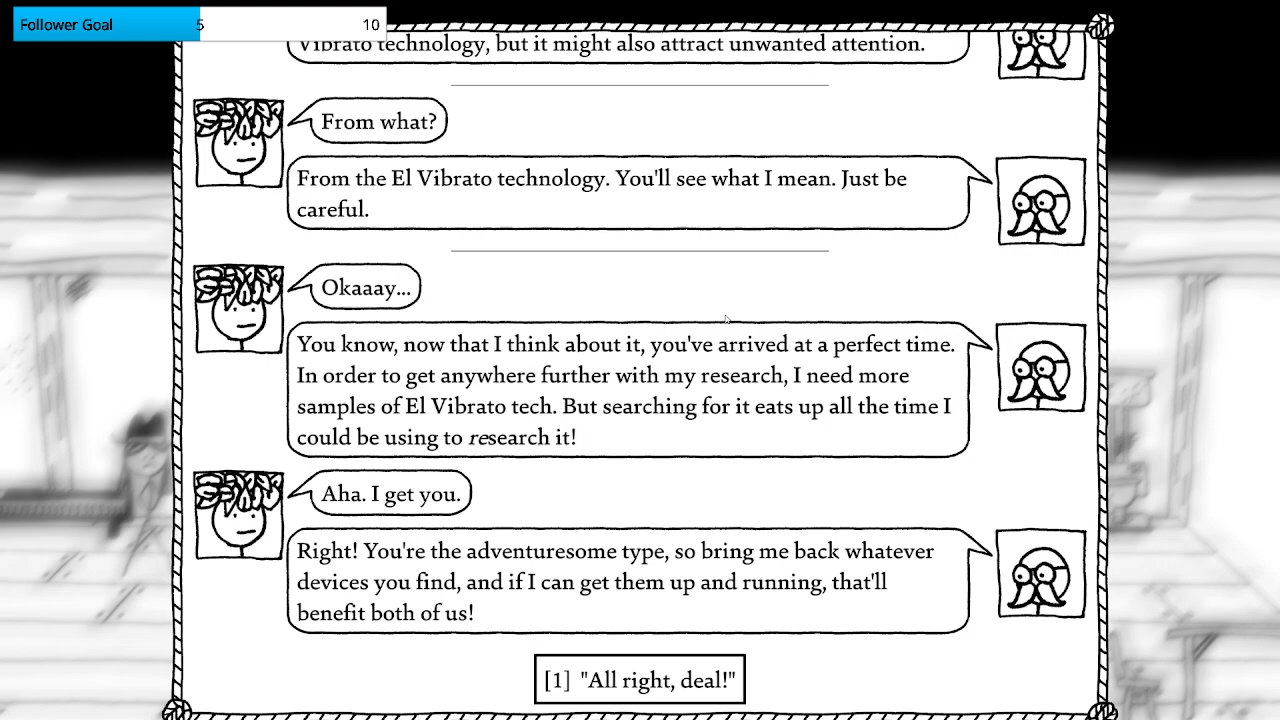 Follower Goal 5 10
Vibrato technology, but it might also attract unwanted attention.
From what?
From the El Vibrato technology. You'll see what I mean. Just be
careful.
Okaaay...
You know, now that I think about it, you've arrived at a perfect time.
In order to get anywhere further with my research, I need more
samples of El Vibrato tech. But searching for it eats up all the time I
could be using to research it!
Aha. I get you.
Right! You're the adventuresome type, so bring me back whatever
devices you find, and if I can get them up and running, that'll
benefit both of us!
[1] "All right, deal!"